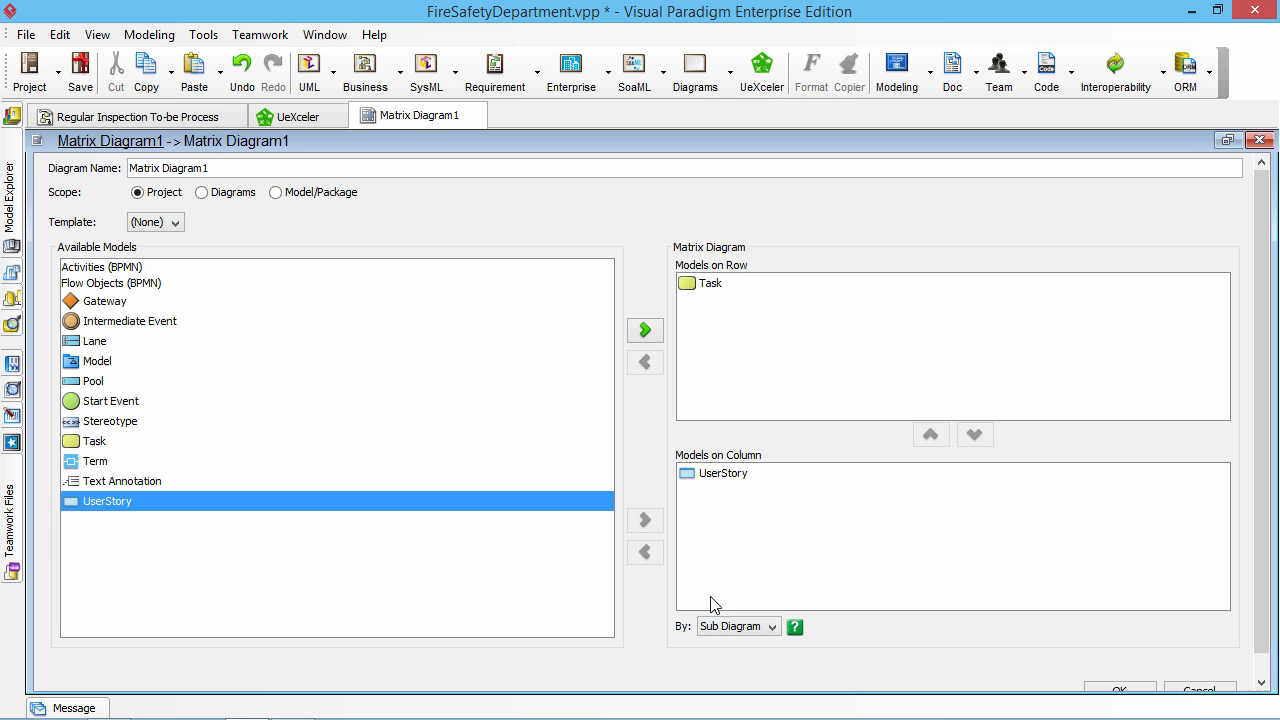 FireSafetyDepartment.vpp * - Visual Paradigm Enterprise Edition
File Edit View Modeling Tools Teamwork Window Help
Project Save Cut Copy Paste Undo Redo UML Business SysML Requirement Enterprise SoaML Diagrams UeXceler Format Copier Modeling Doc Team Code Interoperability ORM
Regular Inspection To-be Process UeXceler Matrix Diagram1
Matrix Diagram1 -> Matrix Diagram1
Model Explorer
Teamwork Files
Diagram Name: Matrix Diagram1
Scope: Project Diagrams Model/Package
Template: (None)
Available Models
Activities (BPMN)
Flow Objects (BPMN)
Gateway
Intermediate Event
Lane
Model
Pool
Start Event
Stereotype
Task
Term
Text Annotation
UserStory
Matrix Diagram
Models on Row
Task
Models on Column
UserStory
By: Sub Diagram ?
OK Cancel
Message